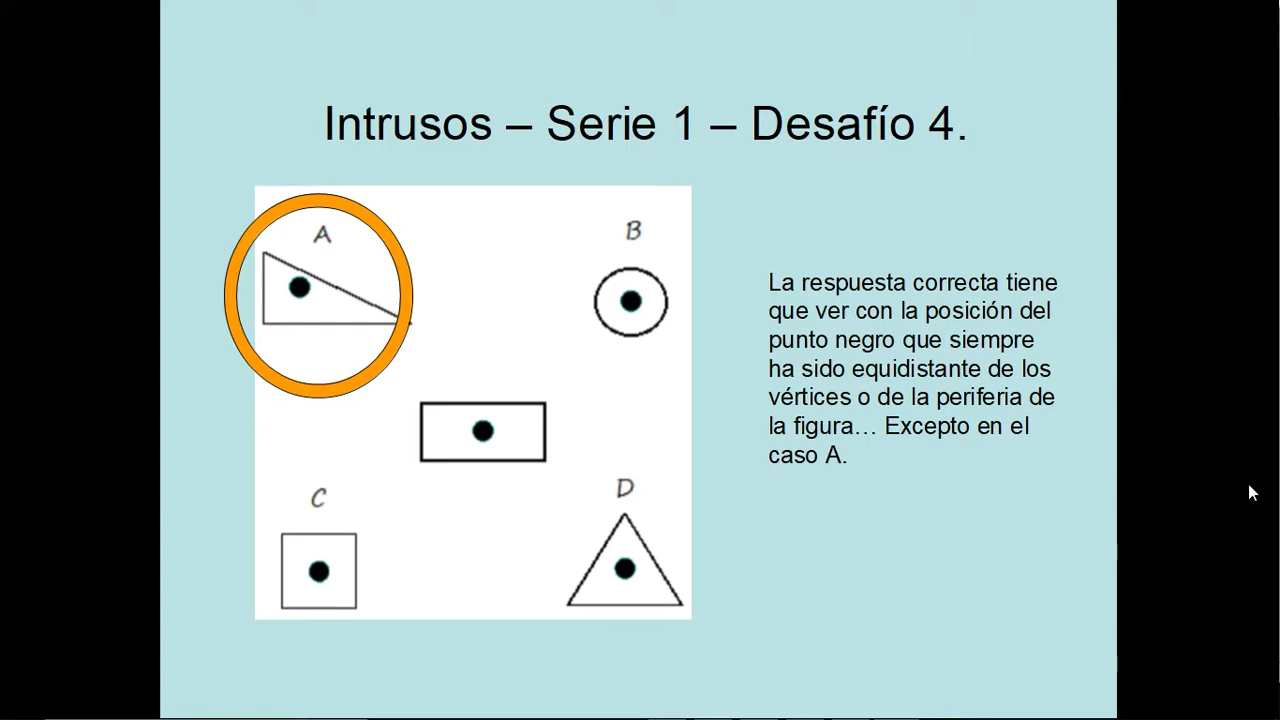 Intrusos – Serie 1 – Desafío 4.
A
B
La respuesta correcta tiene
que ver con la posición del
punto negro que siempre
ha sido equidistante de los
vértices o de la periferia de
la figura… Excepto en el
caso A.
C
D